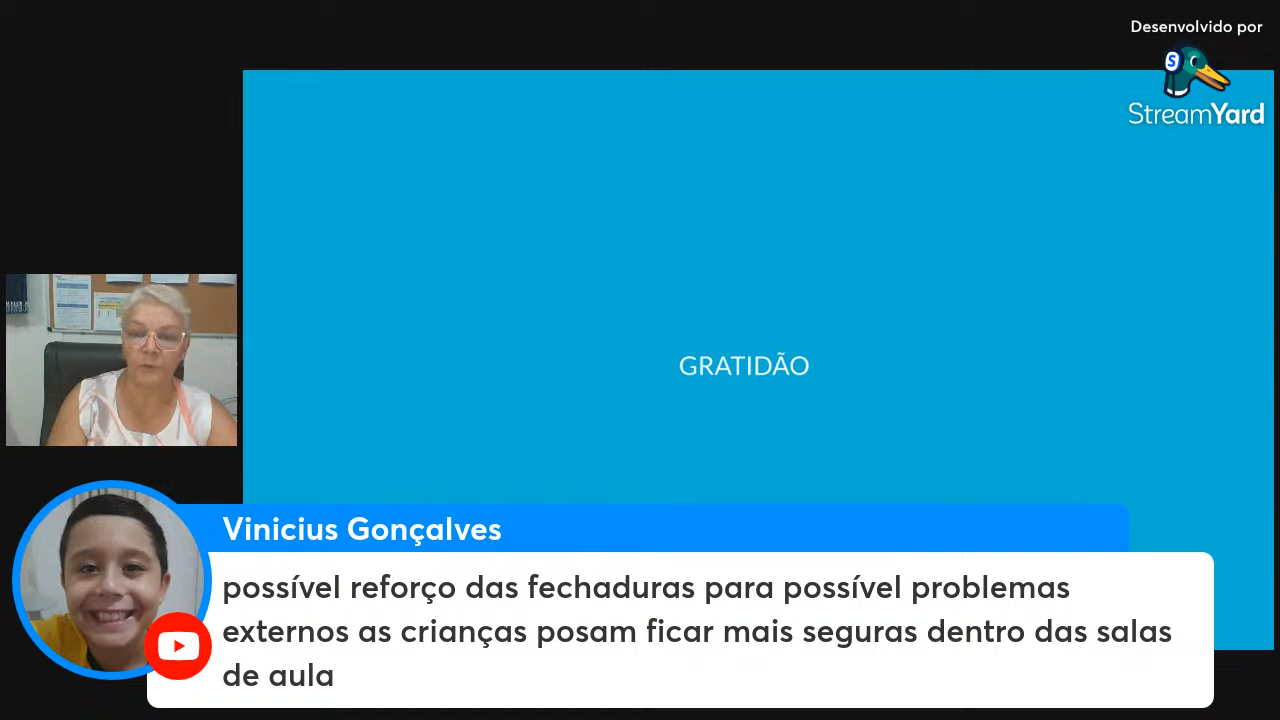 Desenvolvido por
StreamYard
GRATIDÃO
Vinicius Gonçalves
possível reforço das fechaduras para possível problemas
externos as crianças posam ficar mais seguras dentro das salas
de aula